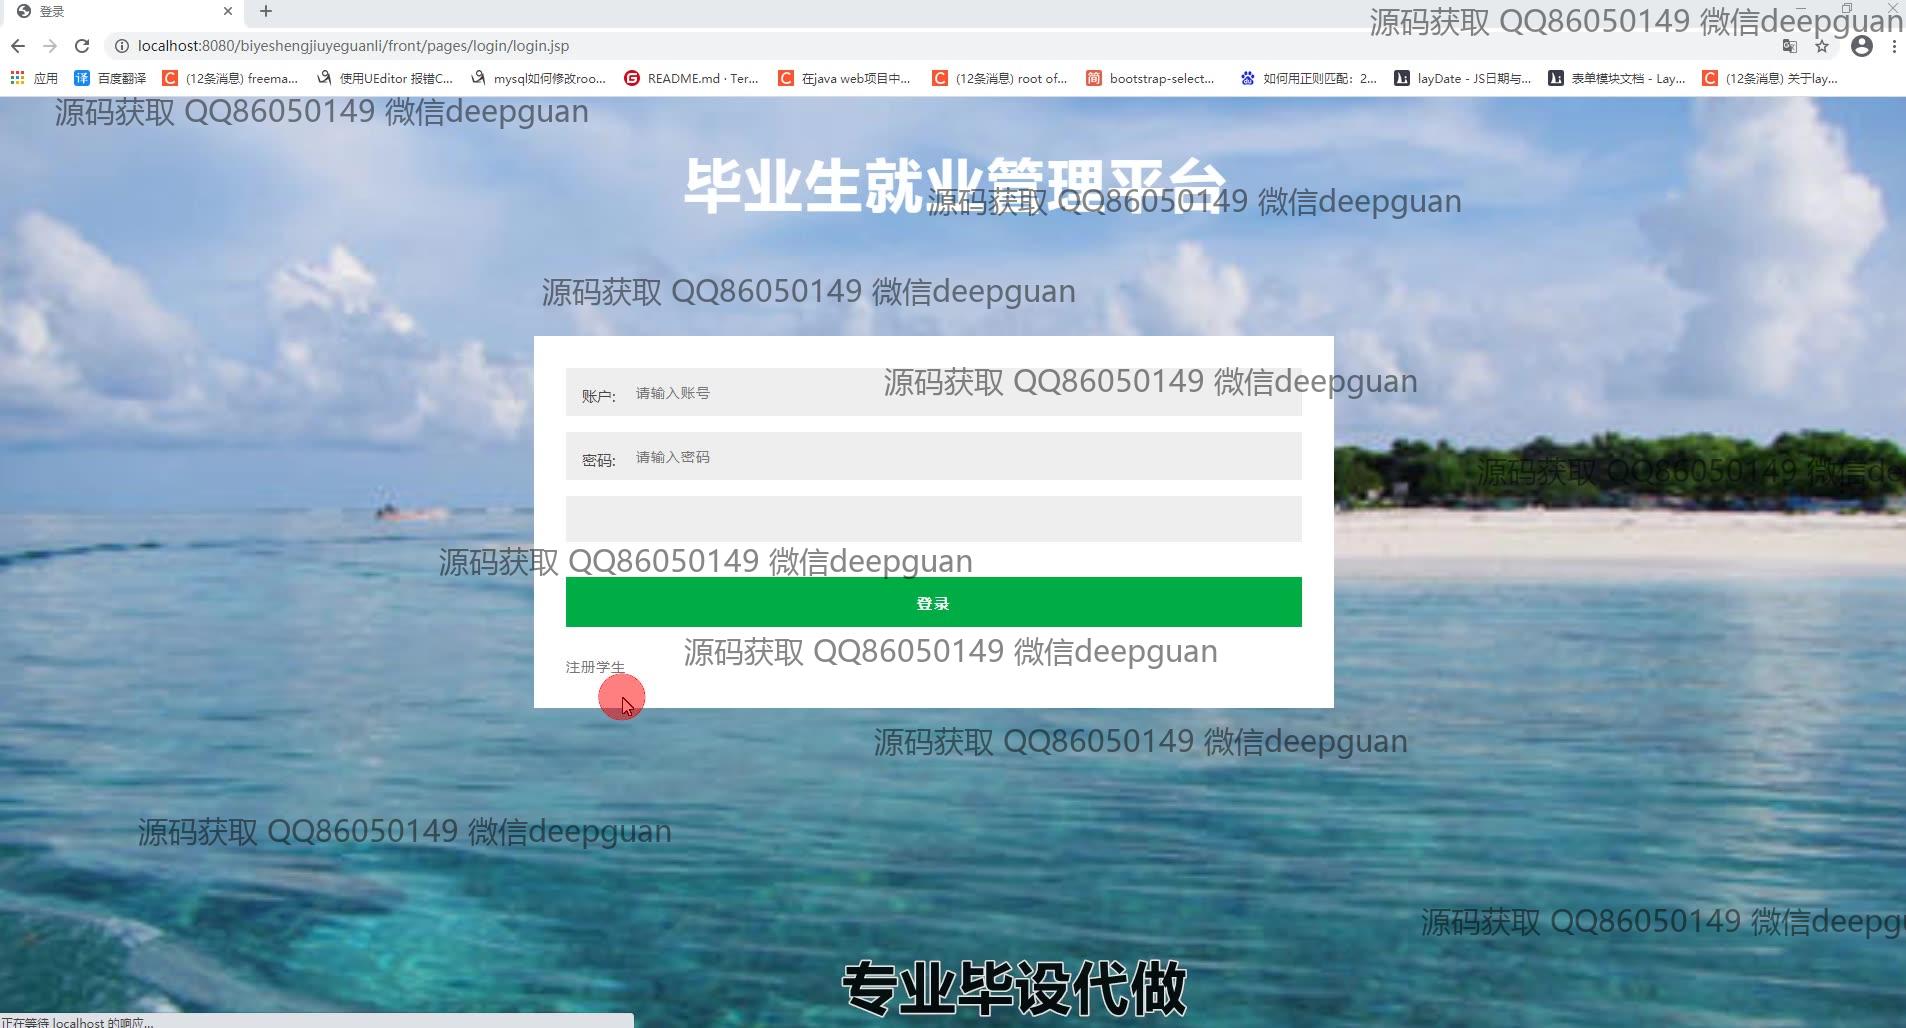 登录
源码获取 QQ86050149 微信deepguan
localhost:8080/biyeshengjiuyeguanli/front/pages/login/login.jsp
应用 百度翻译 (12条消息) freema... 使用UEditor 报错C... mysql如何修改roo... README.md · Ter... 在java web项目中... (12条消息) root of... bootstrap-select... 如何用正则匹配：2... layDate - JS日期与... 表单模块文档 - Lay... (12条消息) 关于lay...
源码获取 QQ86050149 微信deepguan
毕业生就业管理平台
源码获取 QQ86050149 微信deepguan
源码获取 QQ86050149 微信deepguan
账户: 请输入账号
源码获取 QQ86050149 微信deepguan
密码: 请输入密码
源码获取 QQ86050149 微信de
源码获取 QQ86050149 微信deepguan
登录
源码获取 QQ86050149 微信deepguan
注册学生
源码获取 QQ86050149 微信deepguan
源码获取 QQ86050149 微信deepguan
源码获取 QQ86050149 微信deepgu
专业毕设代做
正在等待 localhost 的响应...